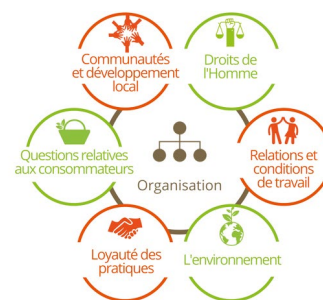 Communautés
et développement
local
Droits de
l'Homme
Questions relatives
aux consommateurs
Organisation
Relations et
conditions
de travail
Loyauté des
pratiques
L'environnement